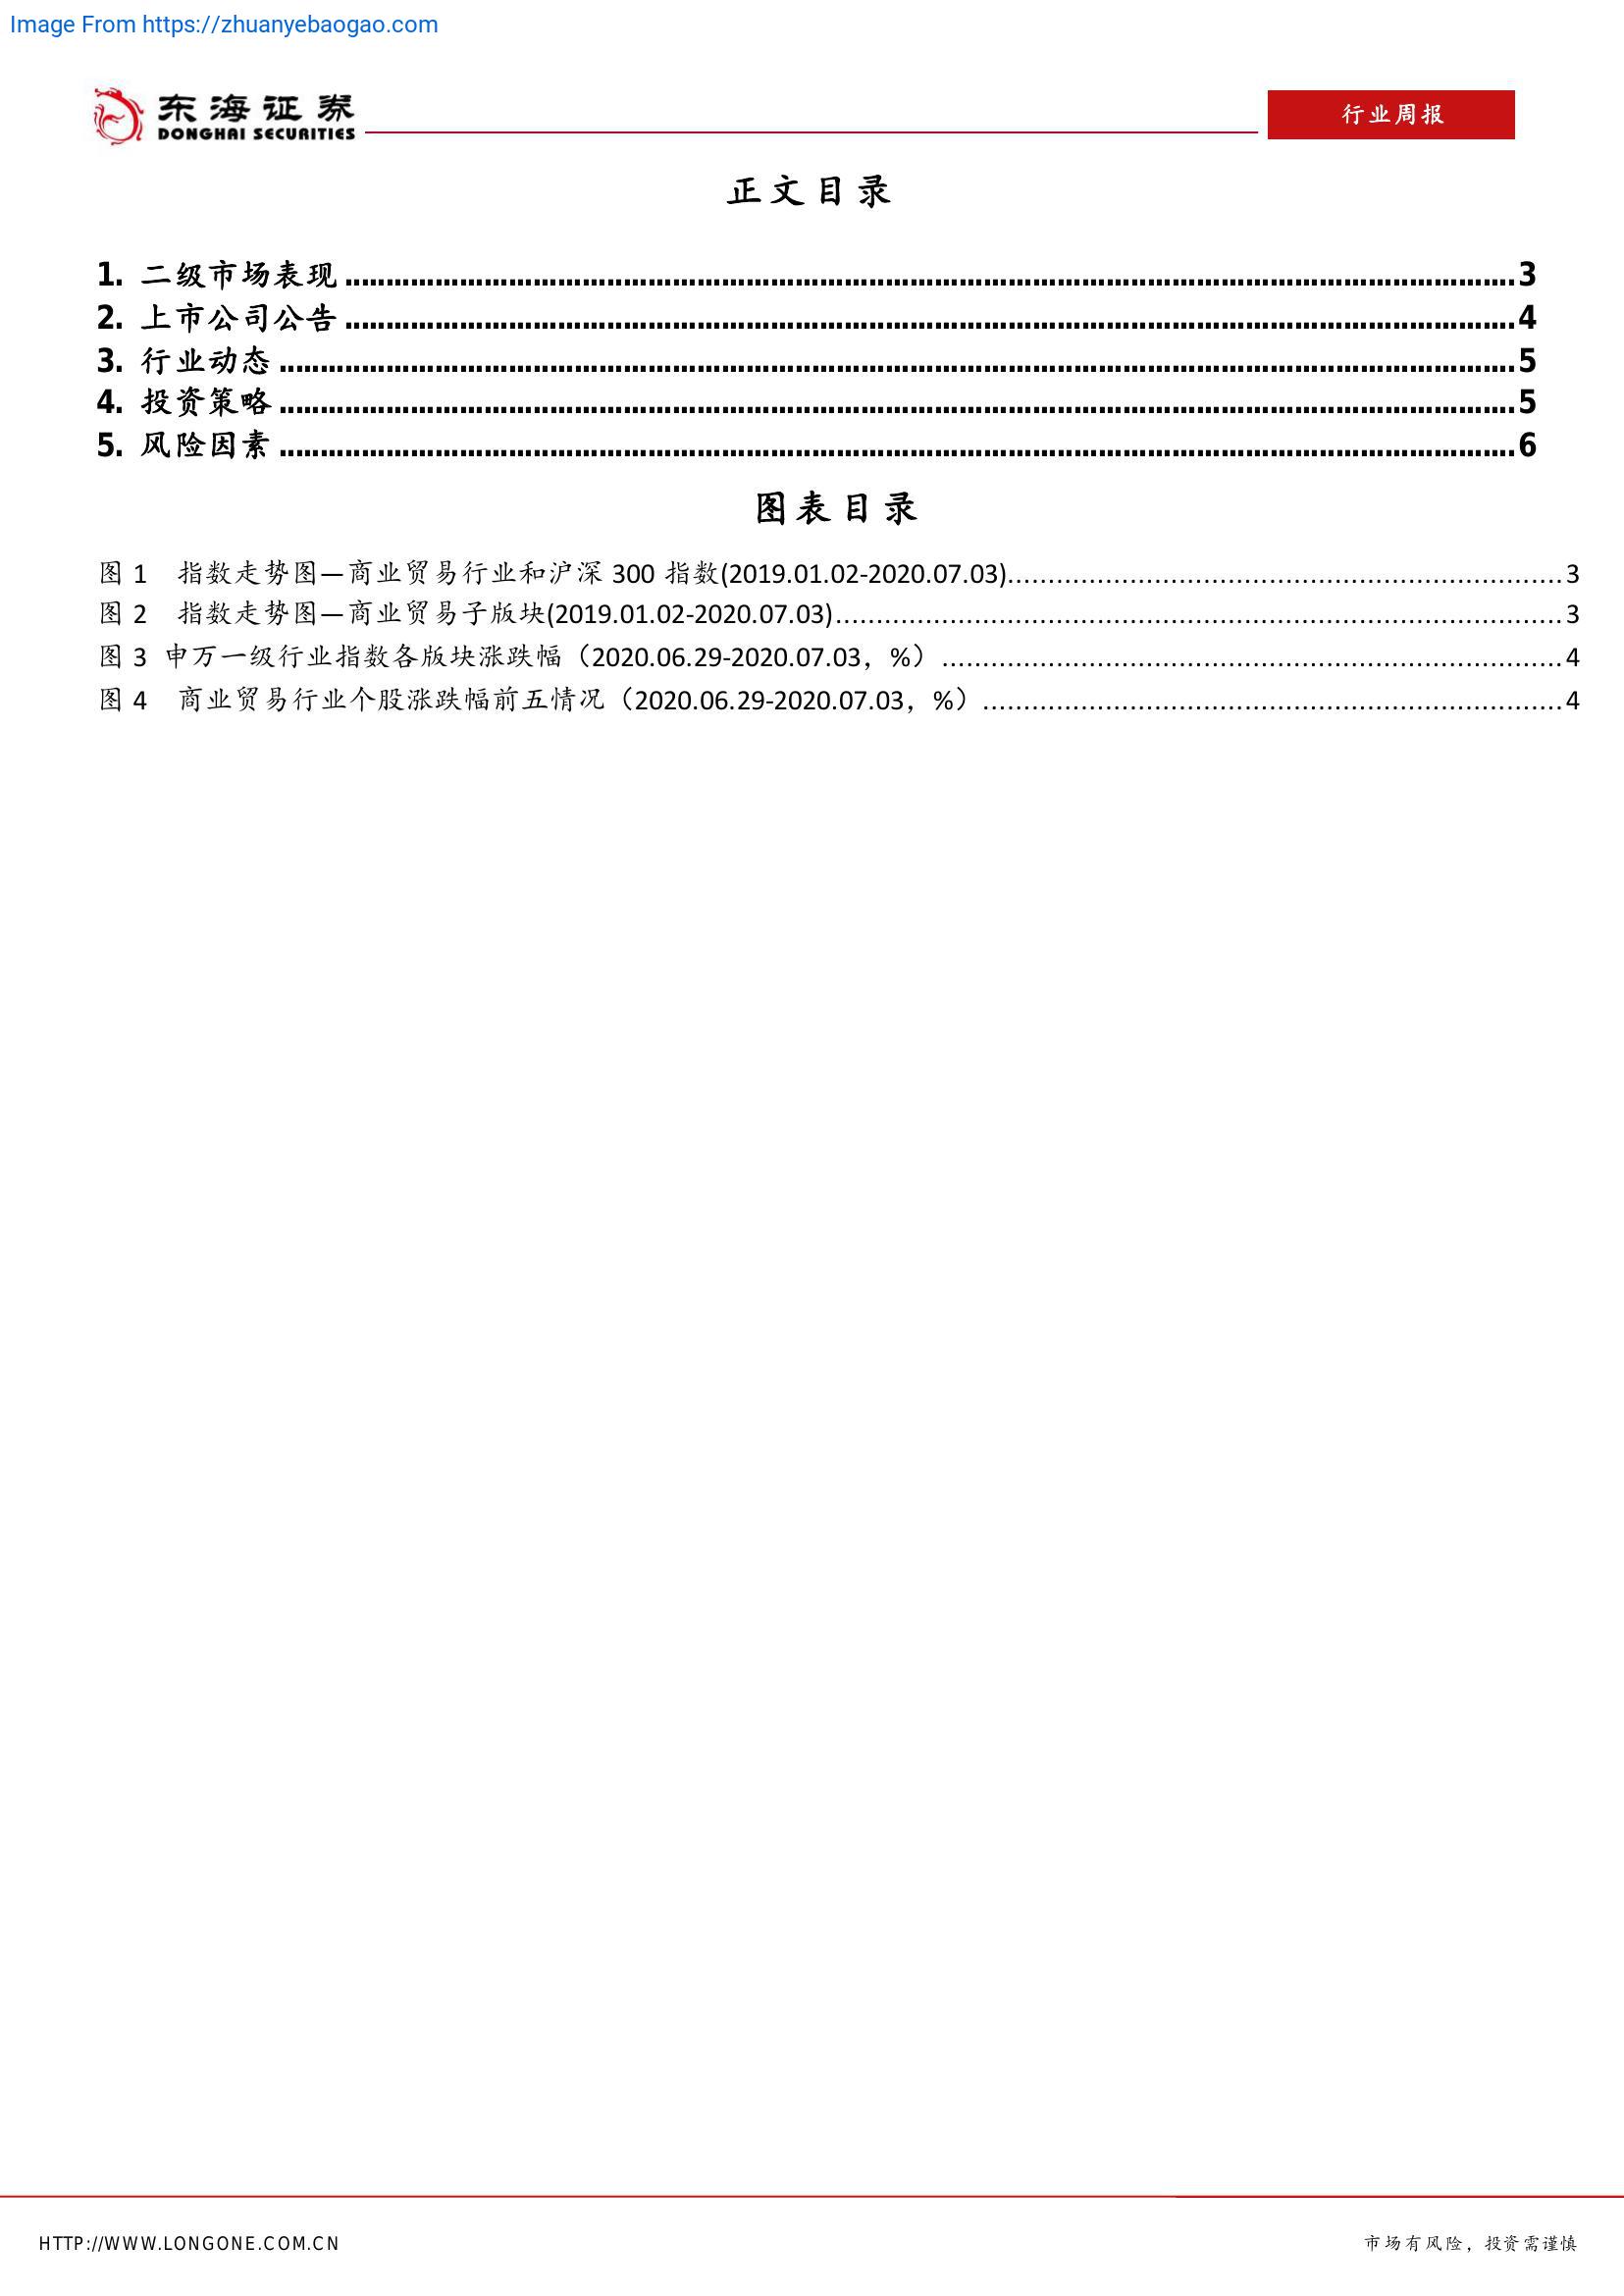 Image From https://zhuanyebaogao.com
东海证券
DONGHAI SECURITIES
行业周报
正文目录
1. 二级市场表现........................................3
2. 上市公司公告........................................4
3. 行业动态........................................5
4. 投资策略........................................5
5. 风险因素........................................6
图表目录
图 1 指数走势图—商业贸易行业和沪深 300 指数(2019.01.02-2020.07.03)........................................3
图 2 指数走势图—商业贸易子版块(2019.01.02-2020.07.03)........................................3
图 3 申万一级行业指数各版块涨跌幅（2020.06.29-2020.07.03，%）........................................4
图 4 商业贸易行业个股涨跌幅前五情况（2020.06.29-2020.07.03，%）........................................4
HTTP://WWW.LONGONE.COM.CN
市场有风险，投资需谨慎